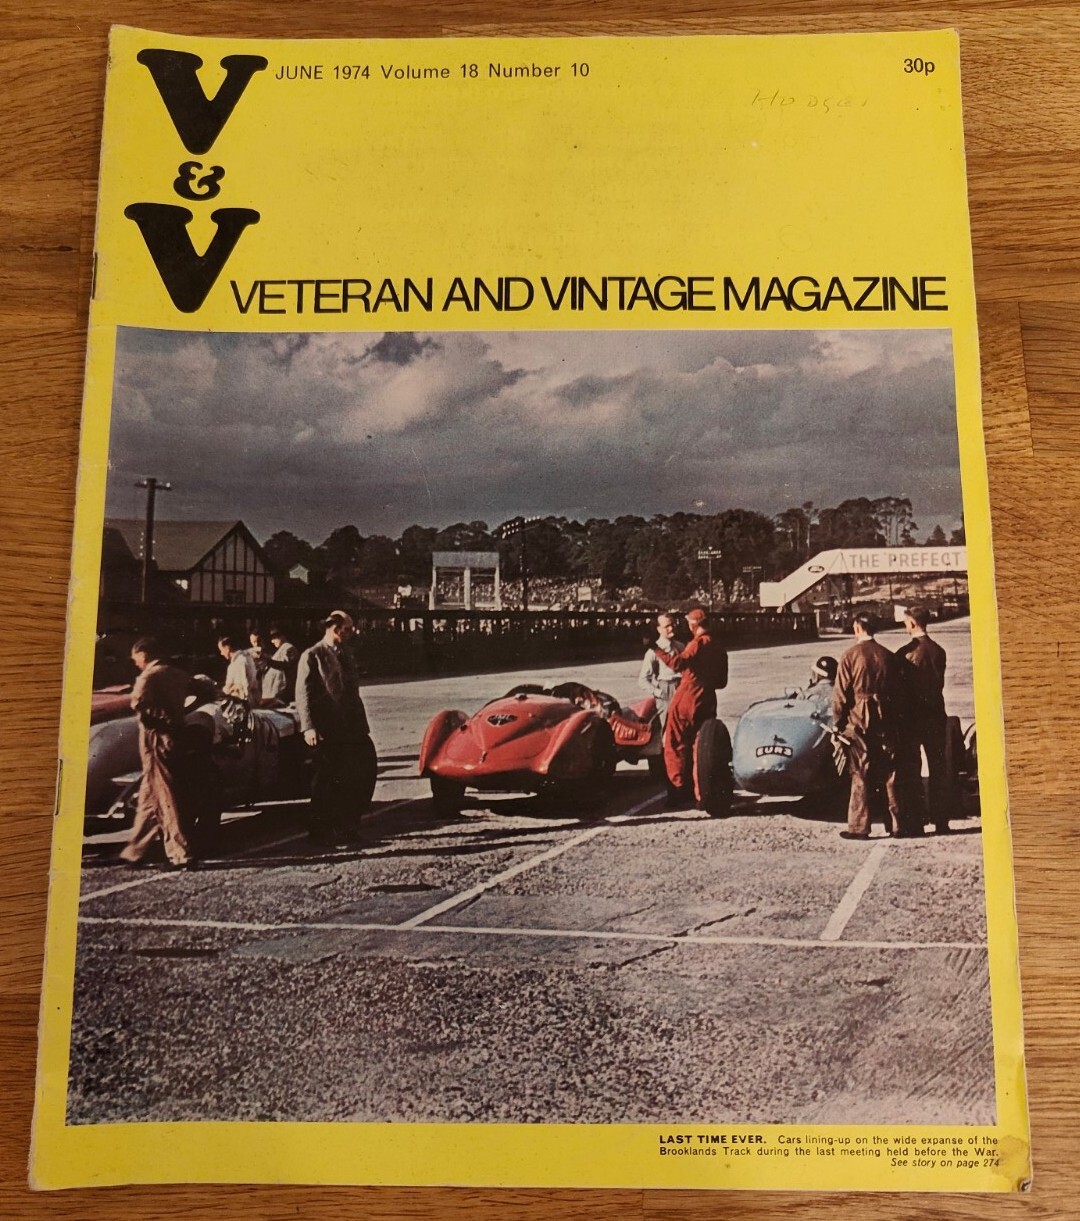 V
&
V
JUNE 1974 Volume 18 Number 10
30p
VETERAN AND VINTAGE MAGAZINE
THE PREFECT
LAST TIME EVER. Cars lining-up on the wide expanse of the
Brooklands Track during the last meeting held before the War.
See story on page 274